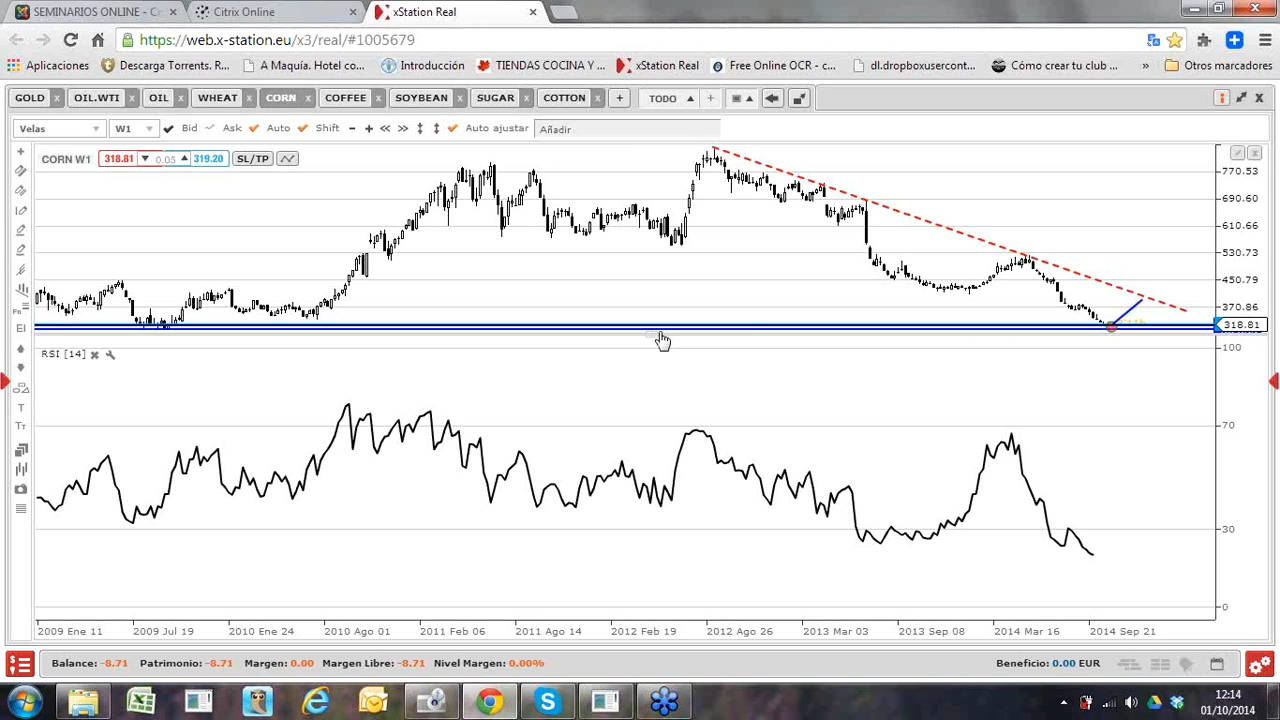 SEMINARIOS ONLINE - Ce
Citrix Online
xStation Real
https://web.x-station.eu/x3/real/#1005679
Aplicaciones
Descarga Torrents. R...
A Maquía. Hotel co...
Introducción
TIENDAS COCINA Y ...
xStation Real
Free Online OCR - c...
dl.dropboxusercont...
Cómo crear tu club ...
»
Otros marcadores
GOLD x OIL.WTI x OIL x WHEAT x CORN x COFFEE x SOYBEAN x SUGAR x COTTON x + TODO
Velas W1 Bid Ask Auto Shift Auto ajustar Añadir
CORN W1 318.81 0.05 319.20 SL/TP
770.53
690.60
610.66
530.73
450.79
370.86
318.81
RSI [14]
100
70
30
0
2009 Ene 11 2009 Jul 19 2010 Ene 24 2010 Ago 01 2011 Feb 06 2011 Ago 14 2012 Feb 19 2012 Ago 26 2013 Mar 03 2013 Sep 08 2014 Mar 16 2014 Sep 21
Balance: -8.71 Patrimonio: -8.71 Margen: 0.00 Margen Libre: -8.71 Nivel Margen: 0.00% Beneficio: 0.00 EUR
12:14
01/10/2014